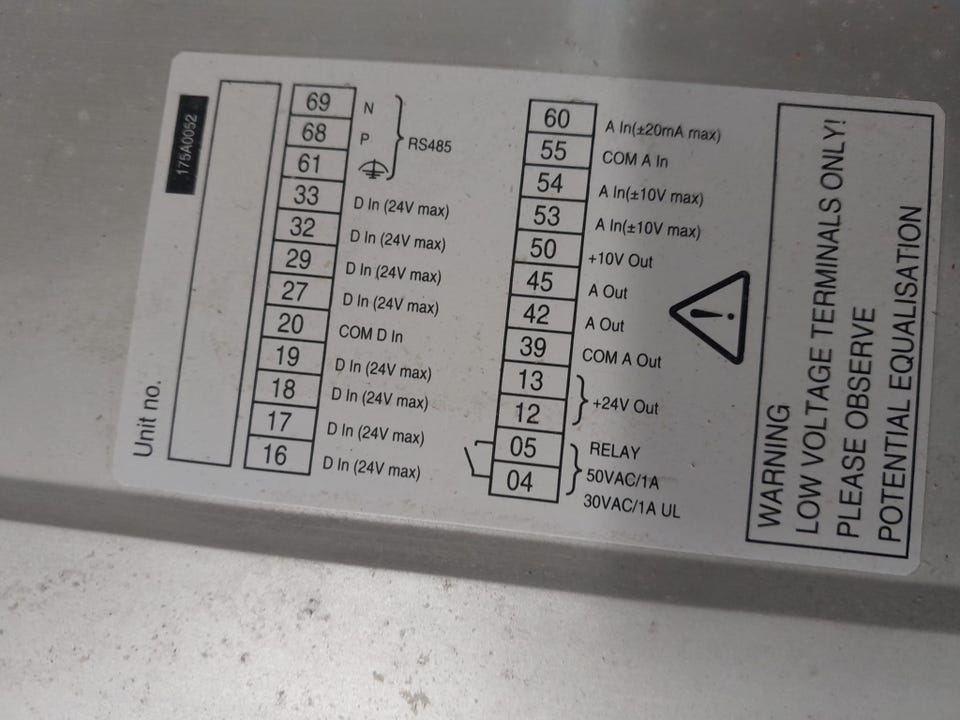 175A0052
Unit no.
69 N
68 P
61
RS485
33 D In (24V max)
32 D In (24V max)
29 D In (24V max)
27 D In (24V max)
20 COM D In
19 D In (24V max)
18 D In (24V max)
17 D In (24V max)
16 D In (24V max)
60 A In(±20mA max)
55 COM A In
54 A In(±10V max)
53 A In(±10V max)
50 +10V Out
45 A Out
42 A Out
39 COM A Out
13
12
+24V Out
05 RELAY
04 50VAC/1A
30VAC/1A UL
WARNING
LOW VOLTAGE TERMINALS ONLY!
PLEASE OBSERVE
POTENTIAL EQUALISATION